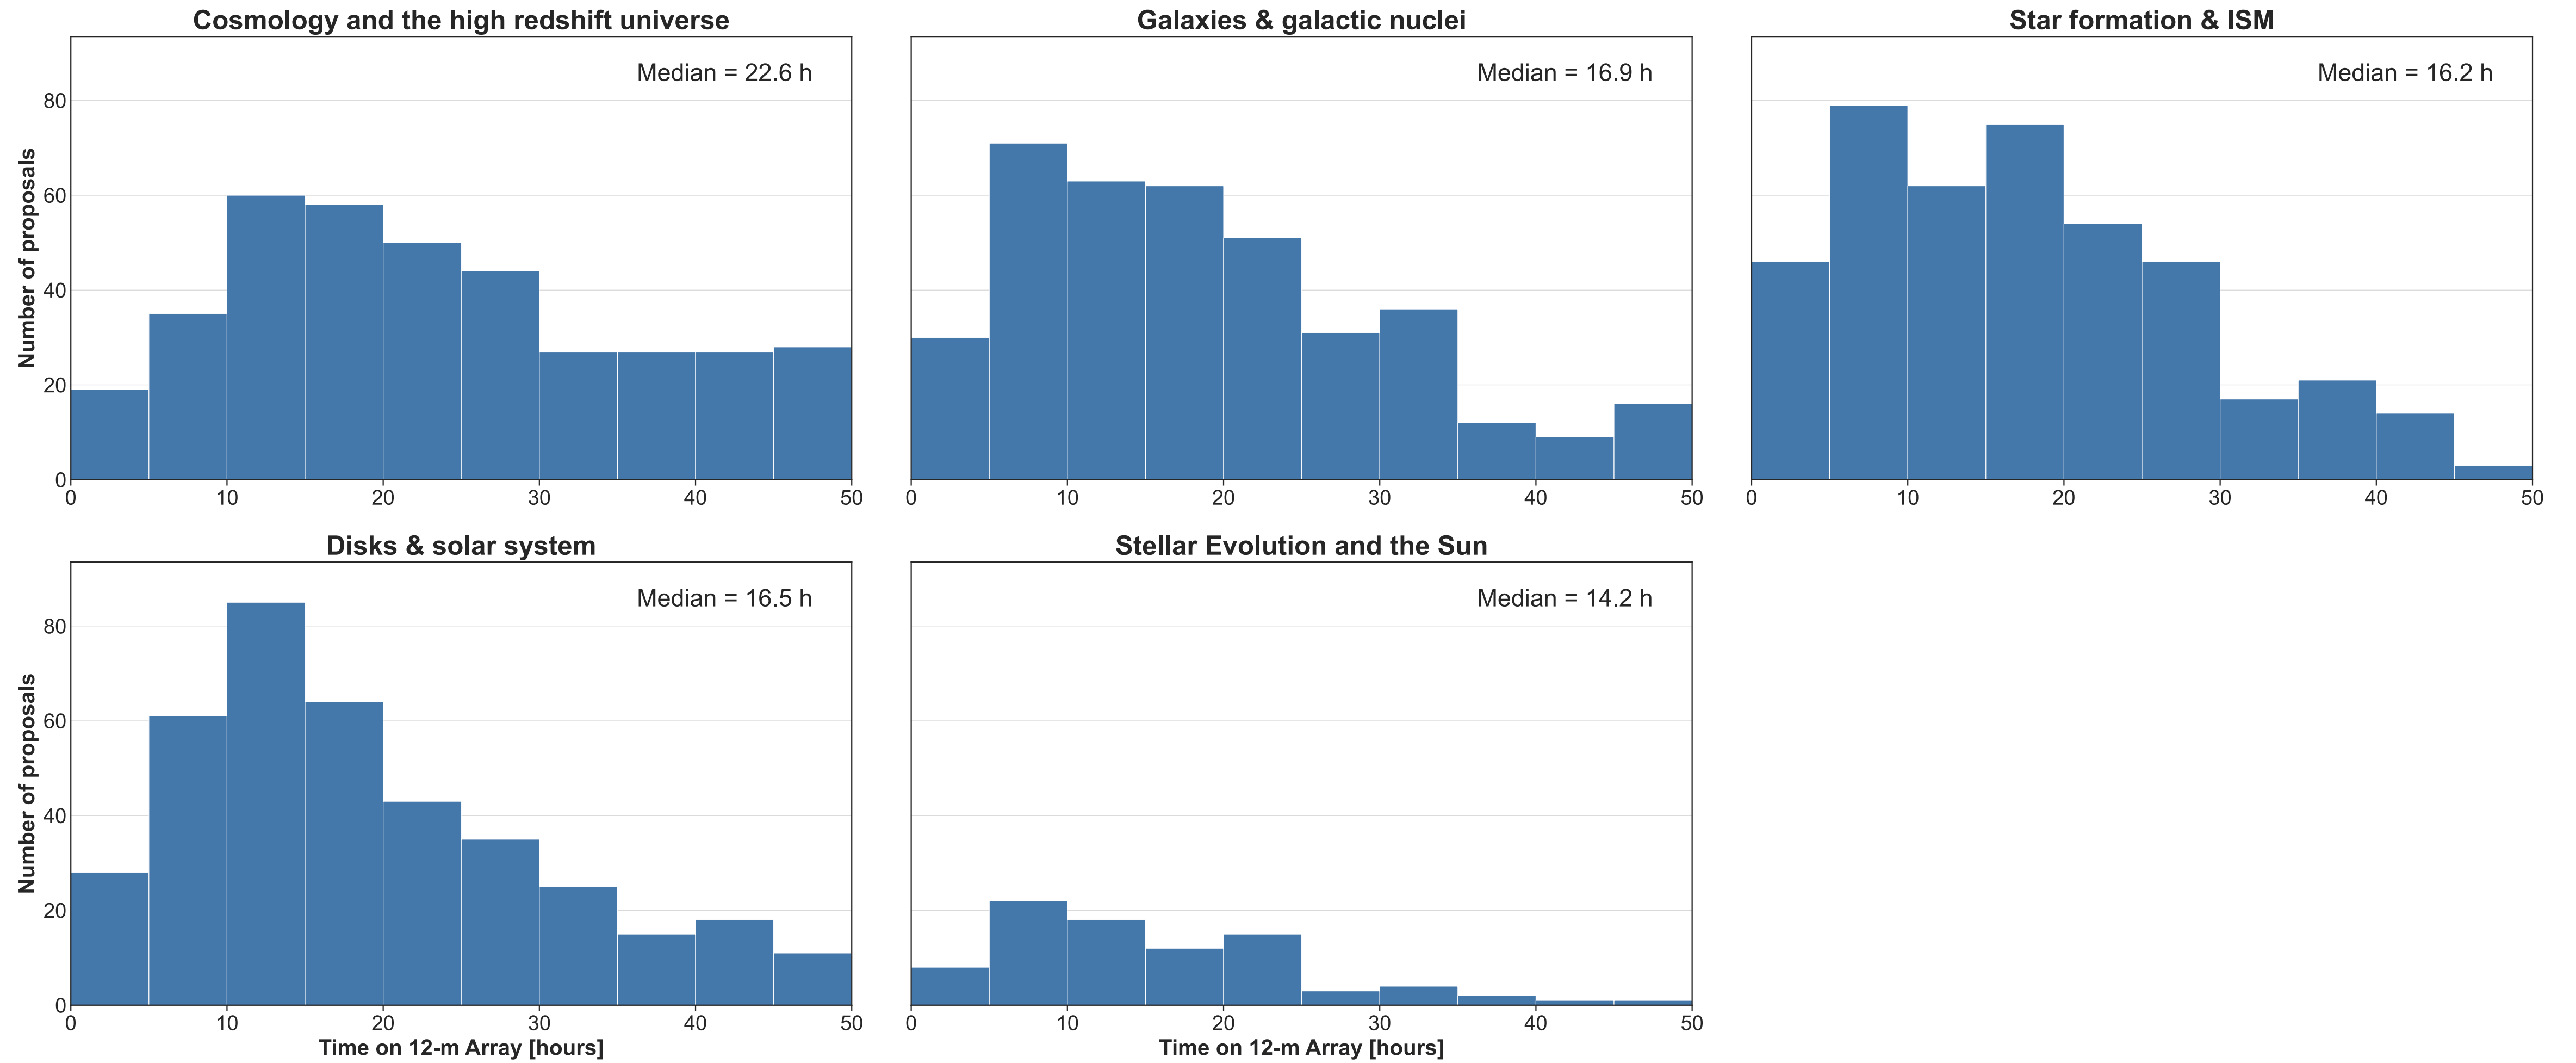 Cosmology and the high redshift universe
Median = 22.6 h
Number of proposals
80
60
40
20
0
0 10 20 30 40 50
Galaxies & galactic nuclei
Median = 16.9 h
0 10 20 30 40 50
Star formation & ISM
Median = 16.2 h
0 10 20 30 40 50
Disks & solar system
Median = 16.5 h
Number of proposals
80
60
40
20
0
0 10 20 30 40 50
Time on 12-m Array [hours]
Stellar Evolution and the Sun
Median = 14.2 h
0 10 20 30 40 50
Time on 12-m Array [hours]